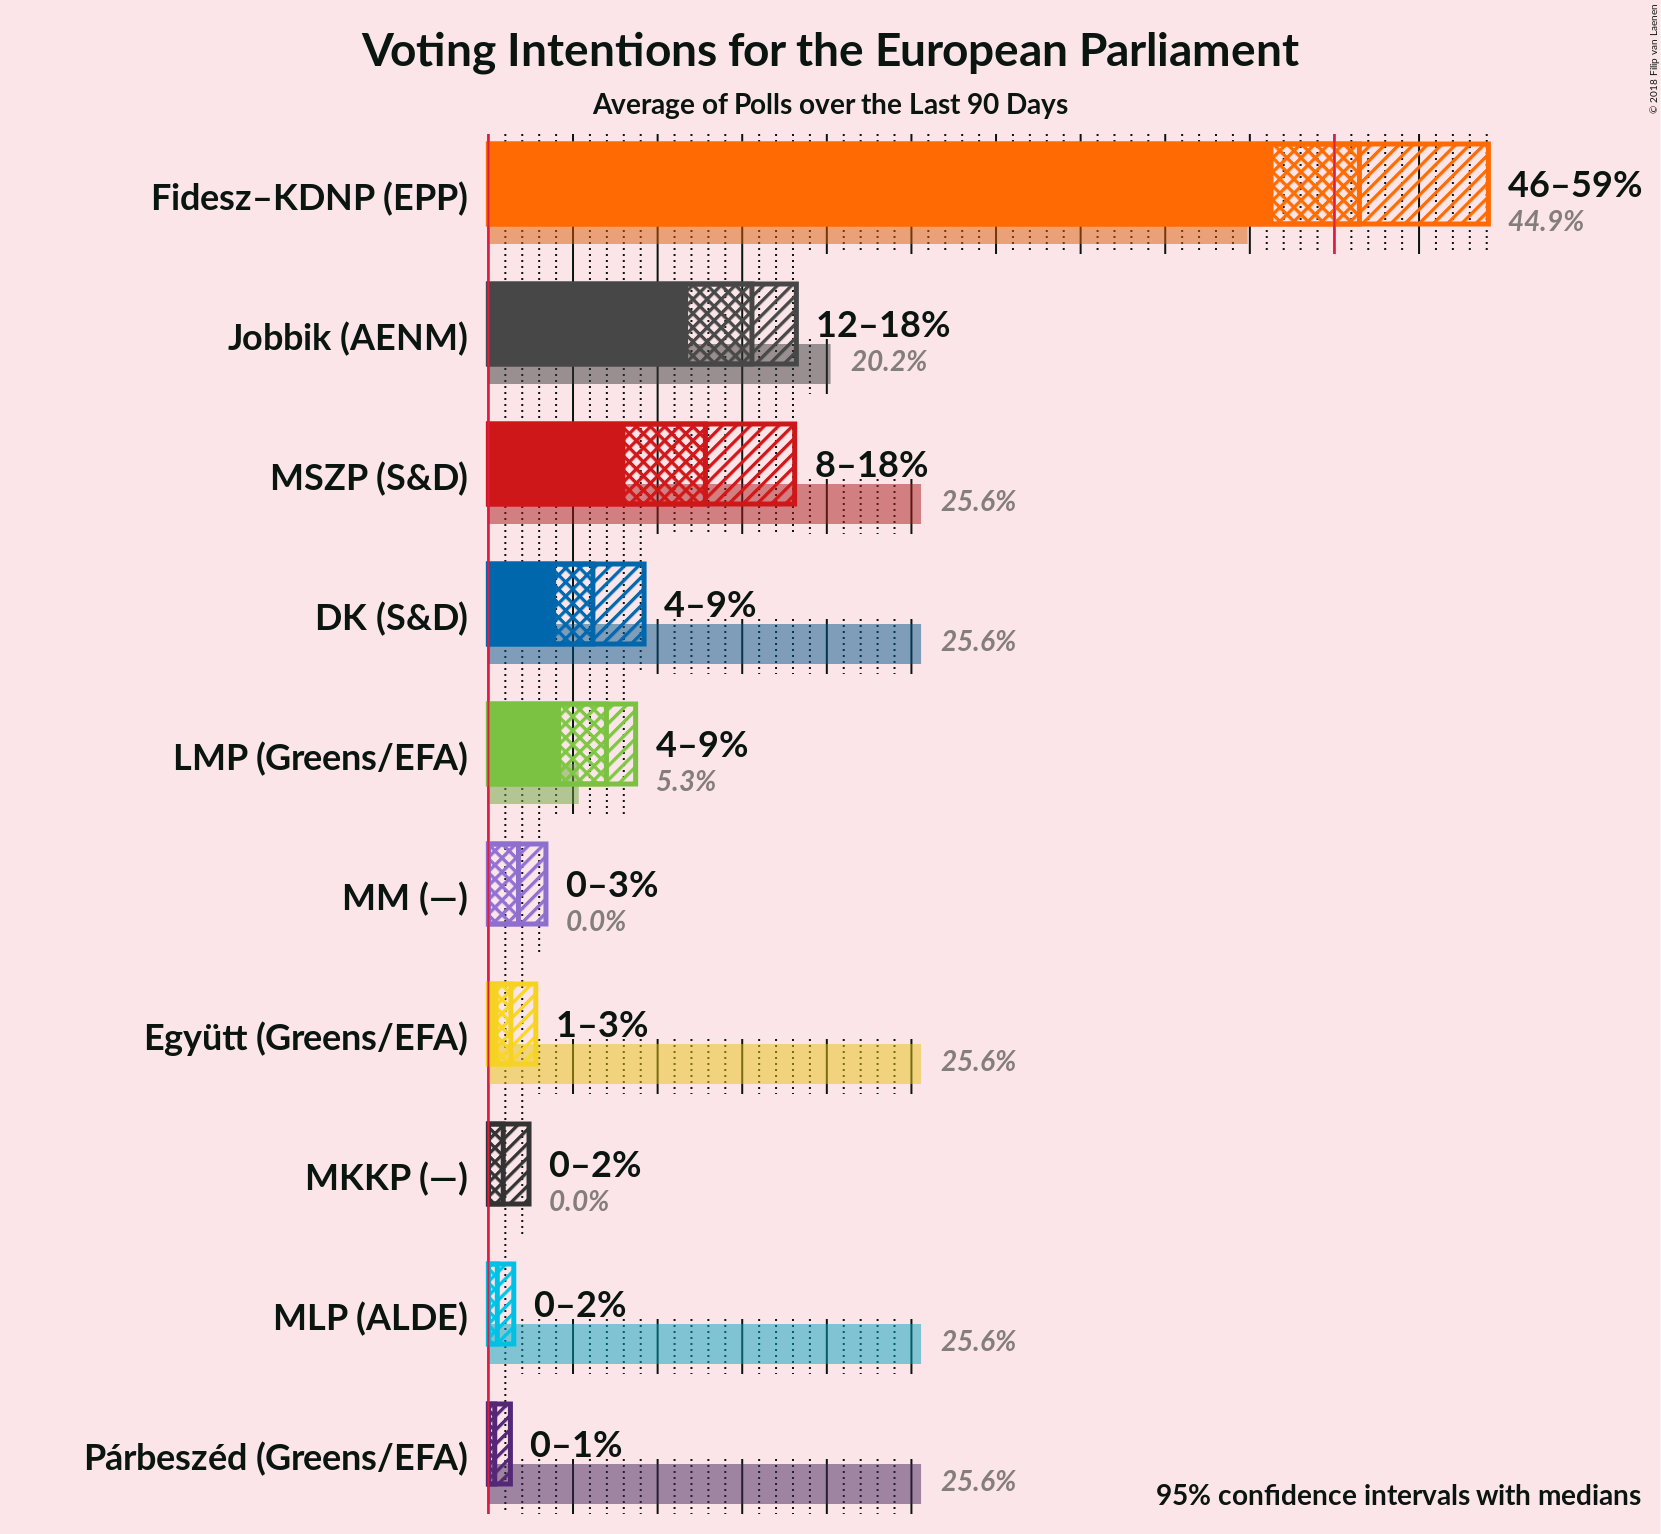 Voting Intentions for the European Parliament
Average of Polls over the Last 90 Days
© 2018 Filip van Laenen
Fidesz–KDNP (EPP)
46–59%
44.9%
Jobbik (AENM)
12–18%
20.2%
MSZP (S&D)
8–18%
25.6%
DK (S&D)
4–9%
25.6%
LMP (Greens/EFA)
4–9%
5.3%
MM (—)
0–3%
0.0%
Együtt (Greens/EFA)
1–3%
25.6%
MKKP (—)
0–2%
0.0%
MLP (ALDE)
0–2%
25.6%
Párbeszéd (Greens/EFA)
0–1%
25.6%
95% confidence intervals with medians